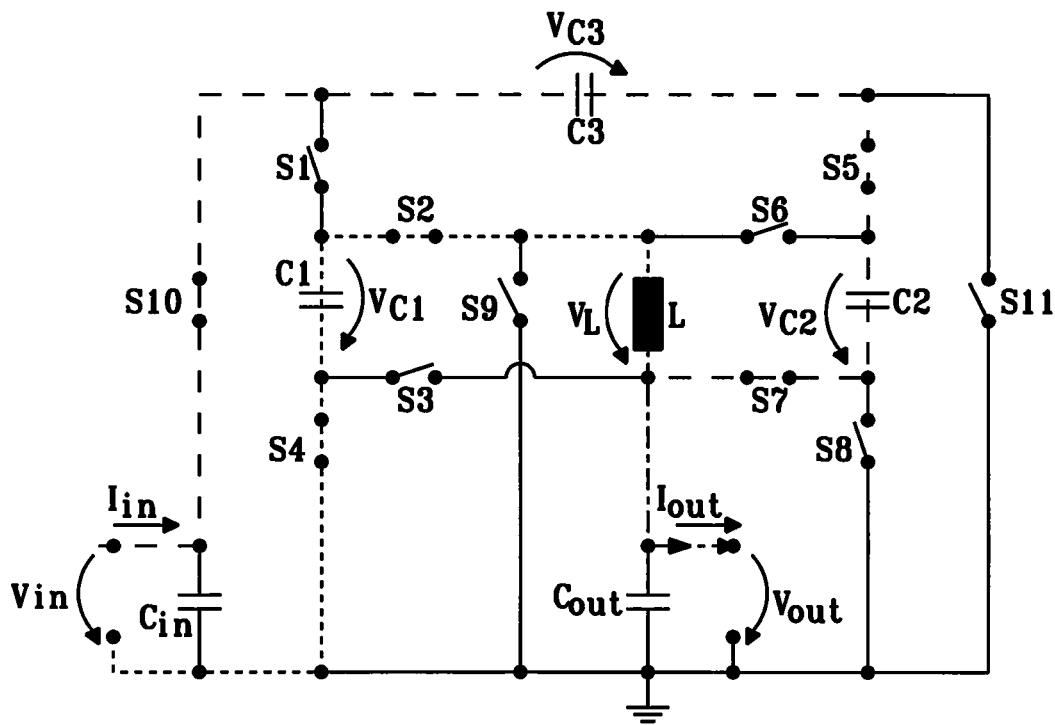 VC3
C3
S1
S5
S2
S6
C1
S10
VC1
S9
VL
L
VC2
C2
S11
S3
S7
S4
S8
Iin
Iout
Vin
Cin
Cout
Vout